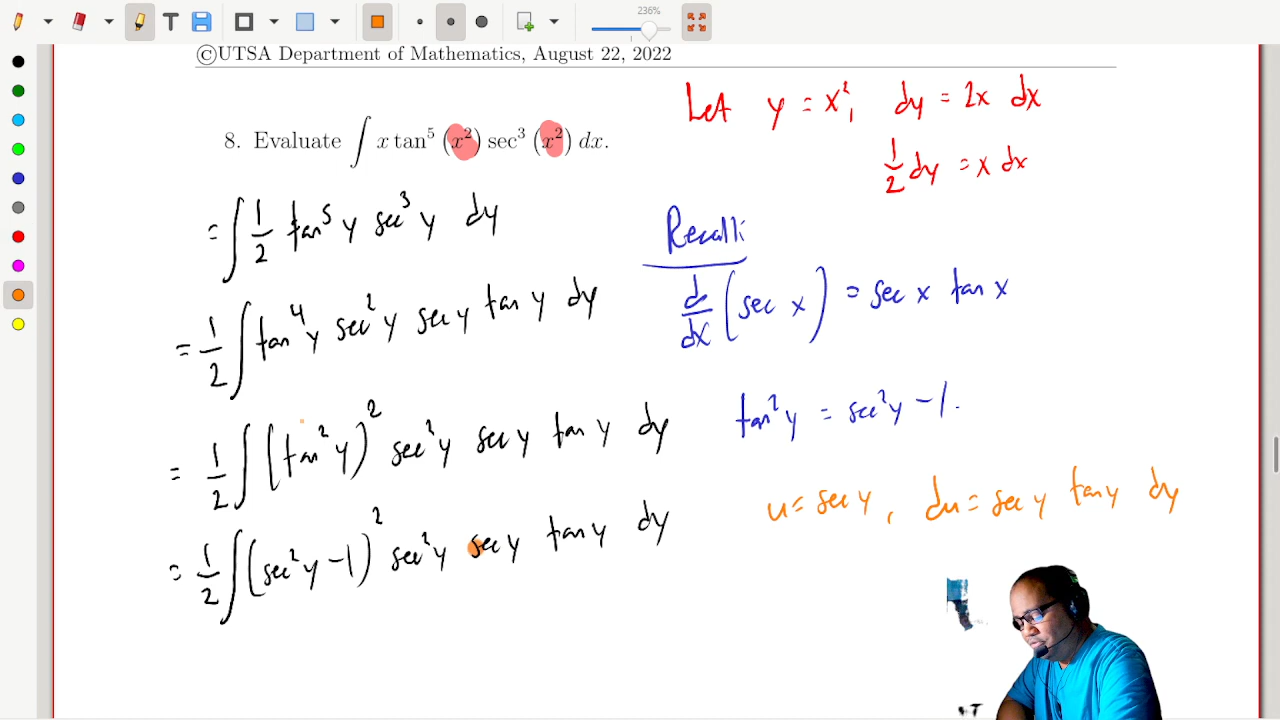 236%
©UTSA Department of Mathematics, August 22, 2022
Let y = x², dy = 2x dx
½ dy = x dx
8. Evaluate ∫ x tan⁵ (x²) sec³ (x²) dx.
= ∫ ½ tan⁵ y sec³ y dy
Recall:
d/dx (sec x) = sec x tan x
= ½ ∫ tan⁴ y sec² y sec y tan y dy
tan² y = sec² y − 1.
= ½ ∫ (tan² y)² sec² y sec y tan y dy
u = sec y, du = sec y tan y dy
= ½ ∫ (sec² y − 1)² sec² y sec y tan y dy